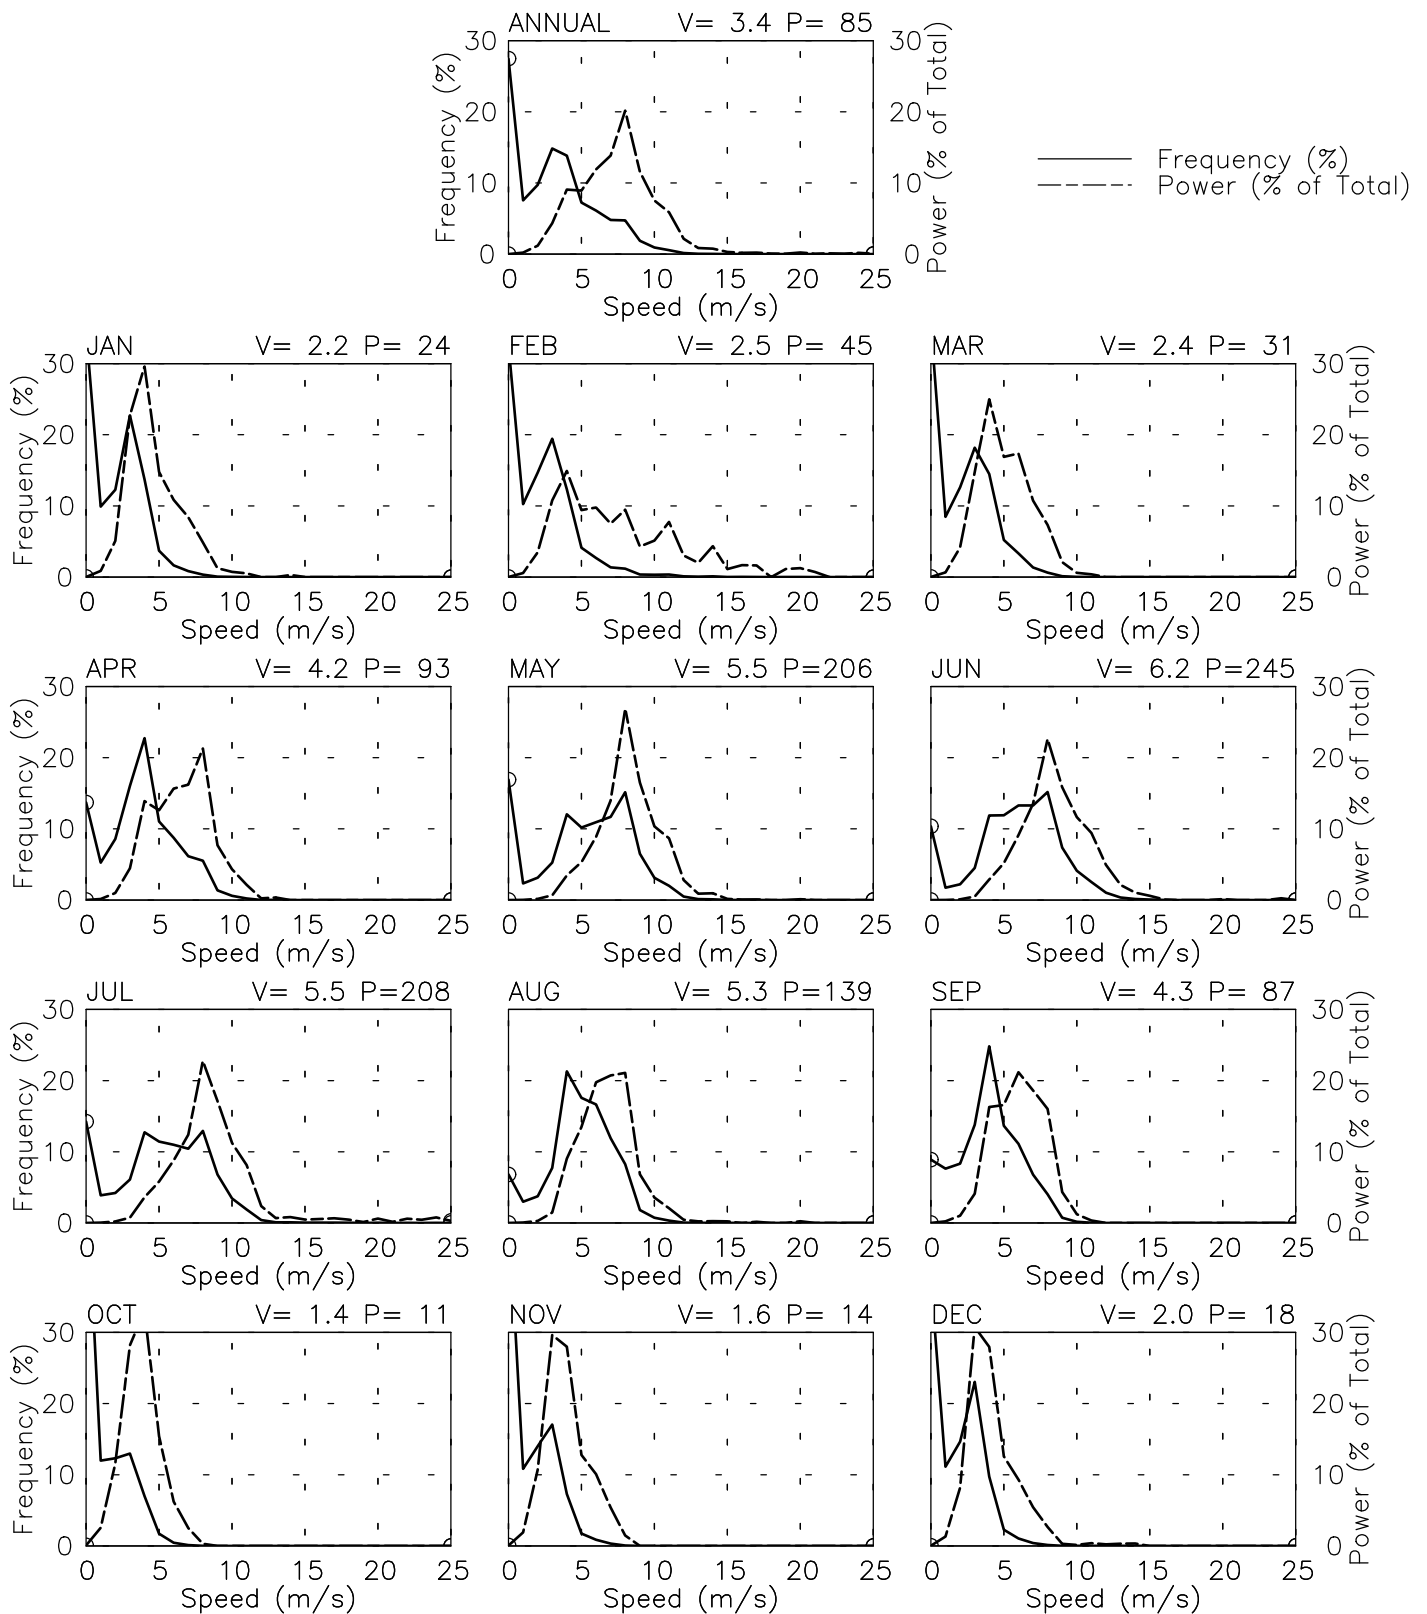 ANNUAL V= 3.4 P= 85
30 30
20 20
10 10
0 0
Frequency (%)
Power (% of Total)
0 5 10 15 20 25
Speed (m/s)
Frequency (%)
Power (% of Total)
JAN V= 2.2 P= 24
FEB V= 2.5 P= 45
MAR V= 2.4 P= 31
30 30
20 20
10 10
0 0
Frequency (%)
Power (% of Total)
0 5 10 15 20 25
0 5 10 15 20 25
0 5 10 15 20 25
Speed (m/s)
Speed (m/s)
Speed (m/s)
APR V= 4.2 P= 93
MAY V= 5.5 P=206
JUN V= 6.2 P=245
30 30
20 20
10 10
0 0
Frequency (%)
Power (% of Total)
0 5 10 15 20 25
0 5 10 15 20 25
0 5 10 15 20 25
Speed (m/s)
Speed (m/s)
Speed (m/s)
JUL V= 5.5 P=208
AUG V= 5.3 P=139
SEP V= 4.3 P= 87
30 30
20 20
10 10
0 0
Frequency (%)
Power (% of Total)
0 5 10 15 20 25
0 5 10 15 20 25
0 5 10 15 20 25
Speed (m/s)
Speed (m/s)
Speed (m/s)
OCT V= 1.4 P= 11
NOV V= 1.6 P= 14
DEC V= 2.0 P= 18
30 30
20 20
10 10
0 0
Frequency (%)
Power (% of Total)
0 5 10 15 20 25
0 5 10 15 20 25
0 5 10 15 20 25
Speed (m/s)
Speed (m/s)
Speed (m/s)